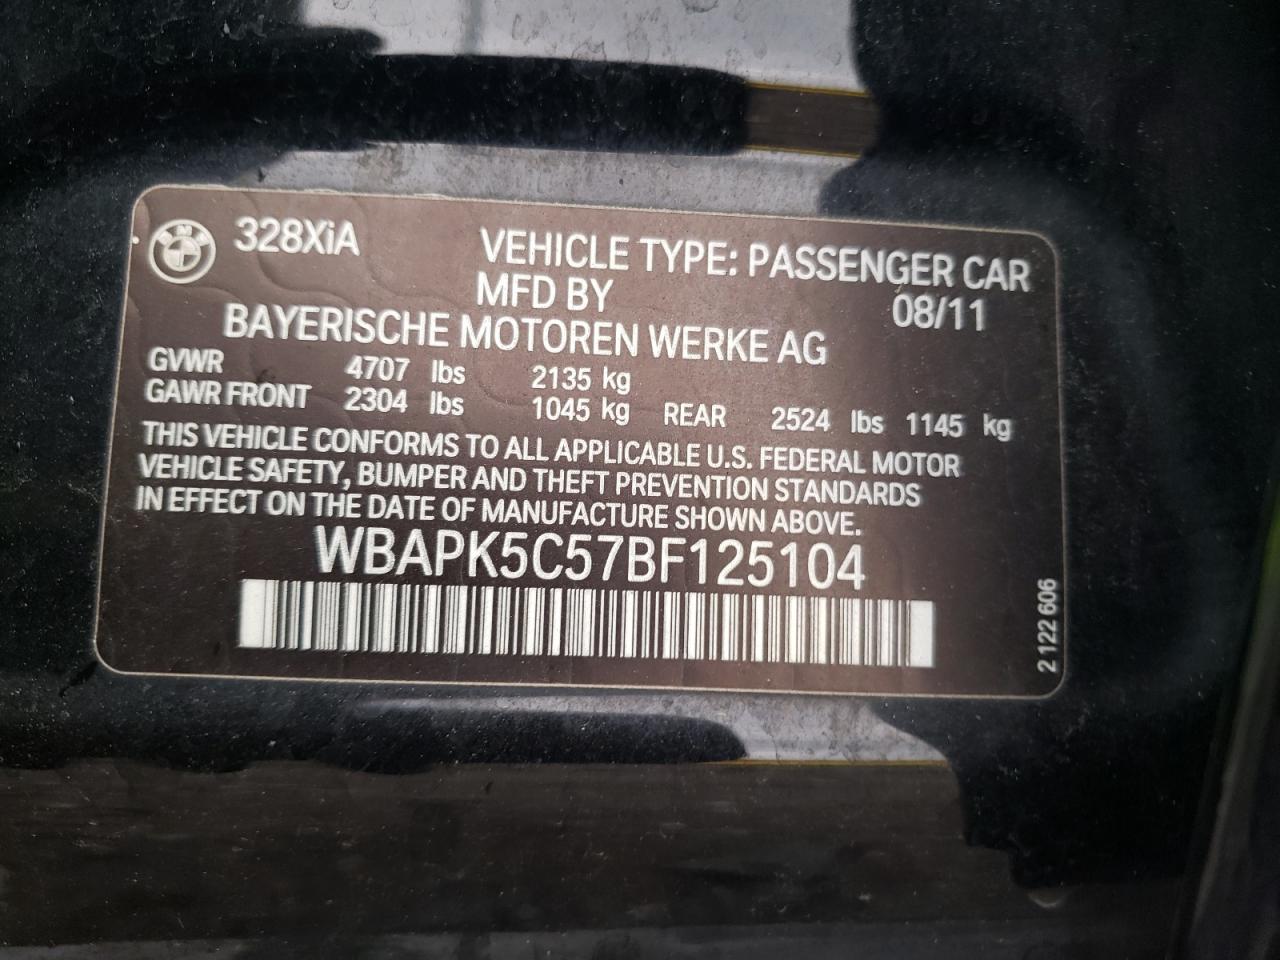 BMW 328XiA VEHICLE TYPE: PASSENGER CAR
MFD BY 08/11
BAYERISCHE MOTOREN WERKE AG
GVWR 4707 lbs 2135 kg
GAWR FRONT 2304 lbs 1045 kg REAR 2524 lbs 1145 kg
THIS VEHICLE CONFORMS TO ALL APPLICABLE U.S. FEDERAL MOTOR
VEHICLE SAFETY, BUMPER AND THEFT PREVENTION STANDARDS
IN EFFECT ON THE DATE OF MANUFACTURE SHOWN ABOVE.
WBAPK5C57BF125104
2 122 606